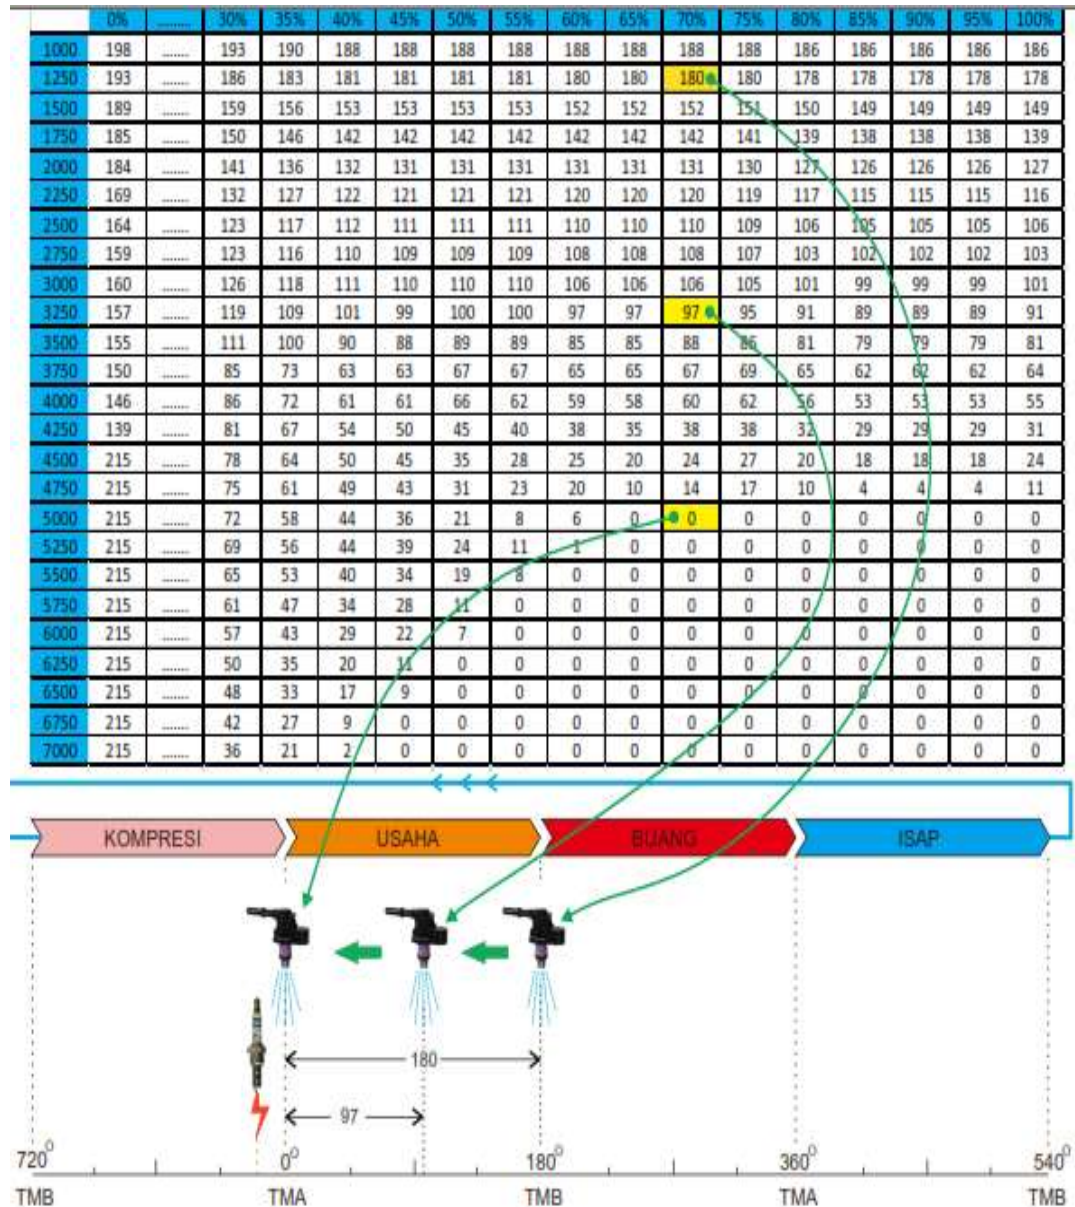 0% ........ 30% 35% 40% 45% 50% 55% 60% 65% 70% 75% 80% 85% 90% 95% 100%
1000 198 ........ 193 190 188 188 188 188 188 188 188 188 186 186 186 186 186
1250 193 ........ 186 183 181 181 181 181 180 180 180 180 178 178 178 178 178
1500 189 ........ 159 156 153 153 153 153 152 152 152 151 150 149 149 149 149
1750 185 ........ 150 146 142 142 142 142 142 142 142 141 139 138 138 138 139
2000 184 ........ 141 136 132 131 131 131 131 131 131 130 127 126 126 126 127
2250 169 ........ 132 127 122 121 121 121 120 120 120 119 117 115 115 115 116
2500 164 ........ 123 117 112 111 111 111 110 110 110 109 106 105 105 105 106
2750 159 ........ 123 116 110 109 109 109 108 108 108 107 103 102 102 102 103
3000 160 ........ 126 118 111 110 110 110 106 106 106 105 101 99 99 99 101
3250 157 ........ 119 109 101 99 100 100 97 97 97 95 91 89 89 89 91
3500 155 ........ 111 100 90 88 89 89 85 85 88 86 81 79 79 79 81
3750 150 ........ 85 73 63 63 67 67 65 65 67 69 65 62 62 62 64
4000 146 ........ 86 72 61 61 66 62 59 58 60 62 56 53 53 53 55
4250 139 ........ 81 67 54 50 45 40 38 35 38 38 32 29 29 29 31
4500 215 ........ 78 64 50 45 35 28 25 20 24 27 20 18 18 18 24
4750 215 ........ 75 61 49 43 31 23 20 10 14 17 10 4 4 4 11
5000 215 ........ 72 58 44 36 21 8 6 0 0 0 0 0 0 0 0
5250 215 ........ 69 56 44 39 24 11 1 0 0 0 0 0 0 0 0
5500 215 ........ 65 53 40 34 19 8 0 0 0 0 0 0 0 0 0
5750 215 ........ 61 47 34 28 11 0 0 0 0 0 0 0 0 0 0
6000 215 ........ 57 43 29 22 7 0 0 0 0 0 0 0 0 0 0
6250 215 ........ 50 35 20 11 0 0 0 0 0 0 0 0 0 0 0
6500 215 ........ 48 33 17 9 0 0 0 0 0 0 0 0 0 0 0
6750 215 ........ 42 27 9 0 0 0 0 0 0 0 0 0 0 0 0
7000 215 ........ 36 21 2 0 0 0 0 0 0 0 0 0 0 0 0
KOMPRESI USAHA BUANG ISAP
180
97
720° 0° 180° 360° 540°
TMB TMA TMB TMA TMB